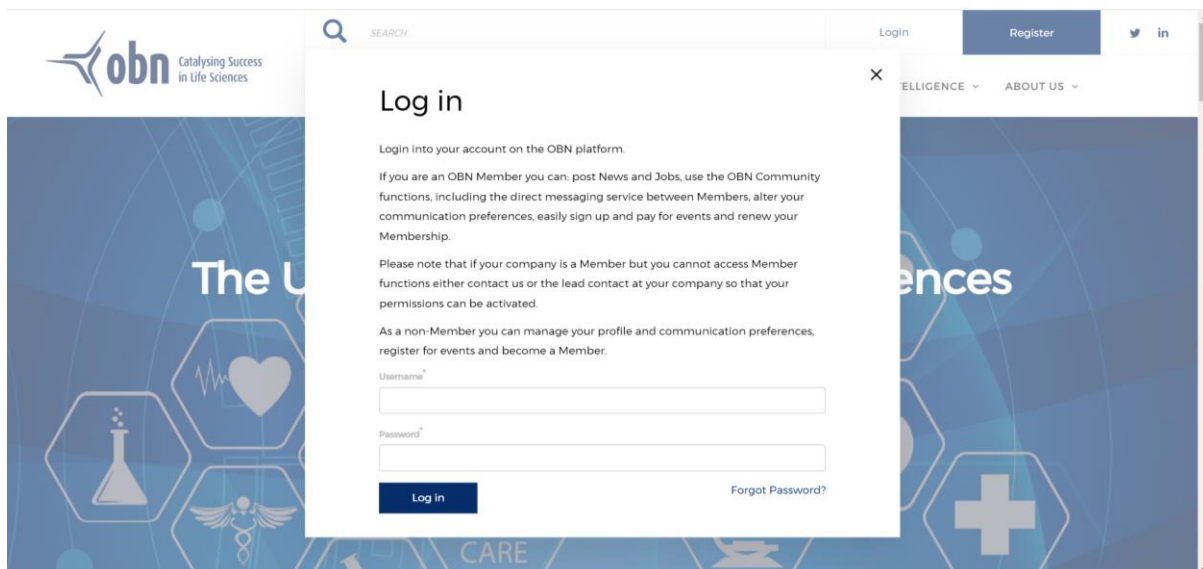 obn
Catalysing Success
in Life Sciences
SEARCH
Login
Register
in
TELLIGENCE
ABOUT US
Log in
Login into your account on the OBN platform.
If you are an OBN Member you can: post News and Jobs, use the OBN Community
functions, including the direct messaging service between Members, alter your
communication preferences, easily sign up and pay for events and renew your
Membership.
Please note that if your company is a Member but you cannot access Member
functions either contact us or the lead contact at your company so that your
permissions can be activated.
As a non-Member you can manage your profile and communication preferences,
register for events and become a Member.
Username*
Password*
Log in
Forgot Password?
The U
ences
CARE